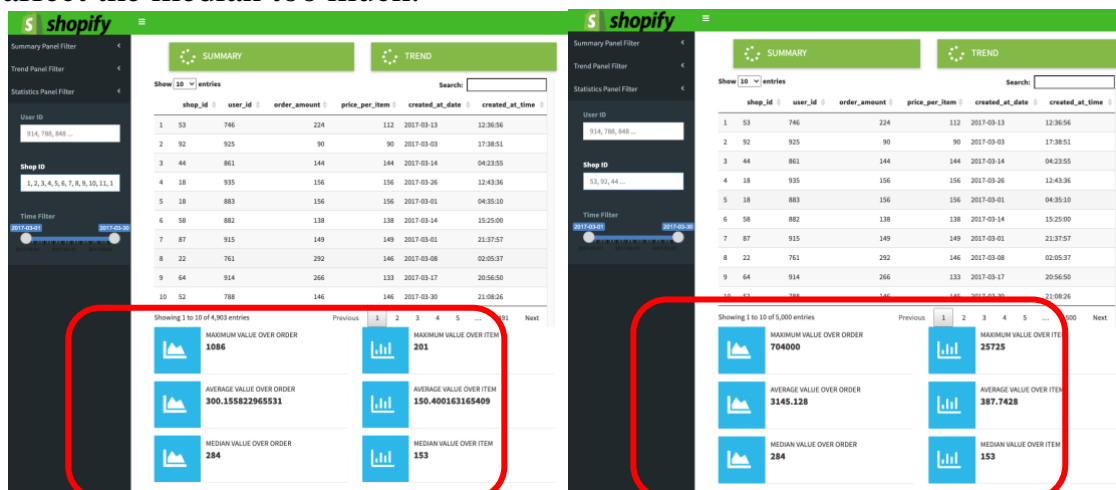 affect the median too much.
shopify
Summary Panel Filter
Trend Panel Filter
Statistics Panel Filter
User ID
914, 788, 848 ...
Shop ID
1, 2, 3, 4, 5, 6, 7, 8, 9, 10, 11, 1
Time Filter
2017-03-01 2017-03-30
SUMMARY TREND
Show 10 entries Search:
shop_id user_id order_amount price_per_item created_at_date created_at_time
1 53 746 224 112 2017-03-13 12:36:56
2 92 925 90 90 2017-03-03 17:38:51
3 44 861 144 144 2017-03-14 04:23:55
4 18 935 156 156 2017-03-26 12:43:36
5 18 883 156 156 2017-03-01 04:35:10
6 58 882 138 138 2017-03-14 15:25:00
7 87 915 149 149 2017-03-01 21:37:57
8 22 761 292 146 2017-03-08 02:05:37
9 64 914 266 133 2017-03-17 20:56:50
10 52 788 146 146 2017-03-30 21:08:26
Showing 1 to 10 of 4,903 entries Previous 1 2 3 4 5 ... 491 Next
MAXIMUM VALUE OVER ORDER
1086
MAXIMUM VALUE OVER ITEM
201
AVERAGE VALUE OVER ORDER
300.155822965531
AVERAGE VALUE OVER ITEM
150.400163165409
MEDIAN VALUE OVER ORDER
284
MEDIAN VALUE OVER ITEM
153
shopify
Summary Panel Filter
Trend Panel Filter
Statistics Panel Filter
User ID
914, 788, 848 ...
Shop ID
53, 92, 44 ...
Time Filter
2017-03-01 2017-03-30
SUMMARY TREND
Show 10 entries Search:
shop_id user_id order_amount price_per_item created_at_date created_at_time
1 53 746 224 112 2017-03-13 12:36:56
2 92 925 90 90 2017-03-03 17:38:51
3 44 861 144 144 2017-03-14 04:23:55
4 18 935 156 156 2017-03-26 12:43:36
5 18 883 156 156 2017-03-01 04:35:10
6 58 882 138 138 2017-03-14 15:25:00
7 87 915 149 149 2017-03-01 21:37:57
8 22 761 292 146 2017-03-08 02:05:37
9 64 914 266 133 2017-03-17 20:56:50
10 52 788 146 146 2017-03-30 21:08:26
Showing 1 to 10 of 5,000 entries Previous 1 2 3 4 5 ... 500 Next
MAXIMUM VALUE OVER ORDER
704000
MAXIMUM VALUE OVER ITEM
25725
AVERAGE VALUE OVER ORDER
3145.128
AVERAGE VALUE OVER ITEM
387.7428
MEDIAN VALUE OVER ORDER
284
MEDIAN VALUE OVER ITEM
153